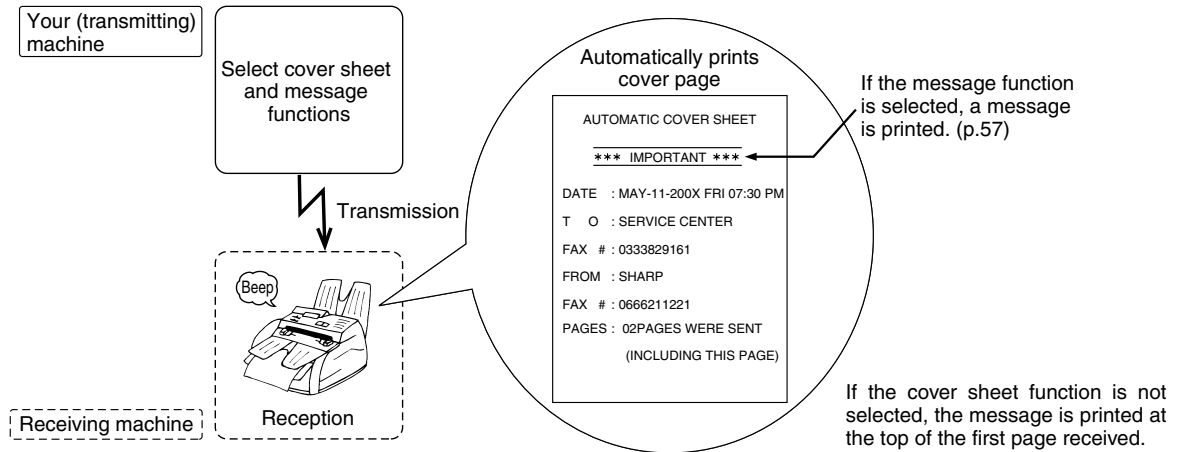 Your (transmitting)
machine
Select cover sheet
and message
functions
Transmission
Beep
Reception
Receiving machine
Automatically prints
cover page
AUTOMATIC COVER SHEET
*** IMPORTANT ***
DATE : MAY-11-200X FRI 07:30 PM
T O : SERVICE CENTER
FAX # : 0333829161
FROM : SHARP
FAX # : 0666211221
PAGES : 02PAGES WERE SENT
(INCLUDING THIS PAGE)
If the message function
is selected, a message
is printed. (p.57)
If the cover sheet function is not
selected, the message is printed at
the top of the first page received.